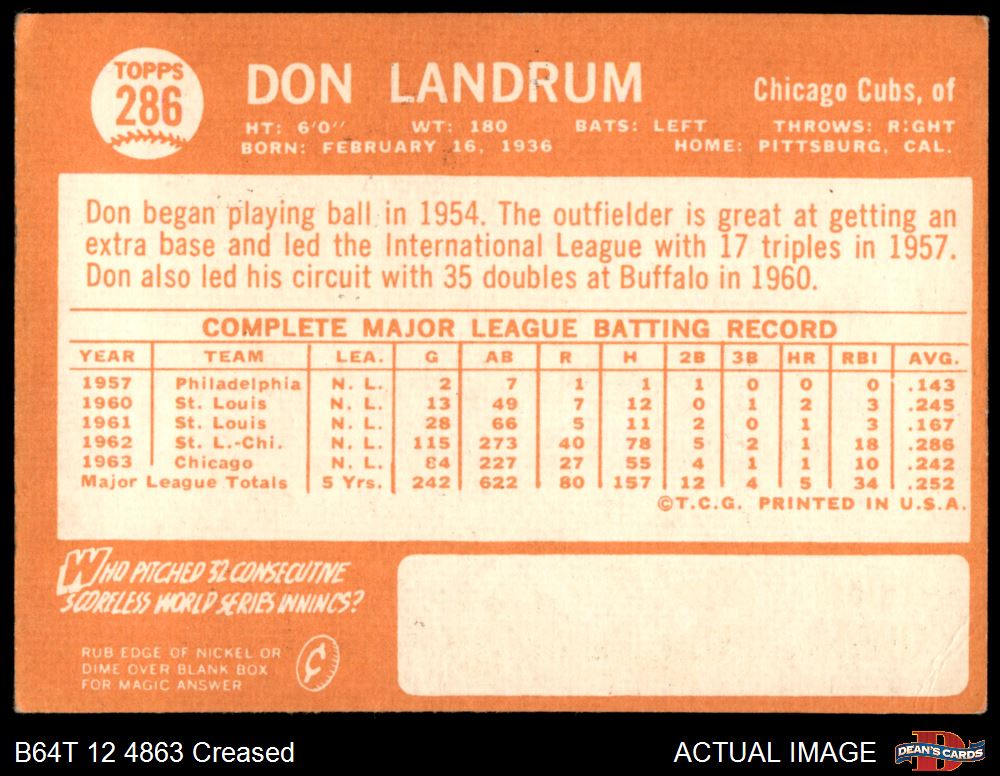 TOPPS
286
DON LANDRUM
Chicago Cubs, of
HT: 6'0" WT: 180 BATS: LEFT THROWS: RIGHT
BORN: FEBRUARY 16, 1936 HOME: PITTSBURG, CAL.
Don began playing ball in 1954. The outfielder is great at getting an
extra base and led the International League with 17 triples in 1957.
Don also led his circuit with 35 doubles at Buffalo in 1960.
COMPLETE MAJOR LEAGUE BATTING RECORD
YEAR TEAM LEA. G AB R H 2B 3B HR RBI AVG.
1957 Philadelphia N. L. 2 7 1 1 1 0 0 0 .143
1960 St. Louis N. L. 13 49 7 12 0 1 2 3 .245
1961 St. Louis N. L. 28 66 5 11 2 0 1 3 .167
1962 St. L.-Chi. N. L. 115 273 40 78 5 2 1 18 .286
1963 Chicago N. L. 84 227 27 55 4 1 1 10 .242
Major League Totals 5 Yrs. 242 622 80 157 12 4 5 34 .252
©T.C.G. PRINTED IN U.S.A.
WHO PITCHED 32 CONSECUTIVE
SCORELESS WORLD SERIES INNINGS?
RUB EDGE OF NICKEL OR
DIME OVER BLANK BOX
FOR MAGIC ANSWER
¢
B64T 12 4863 Creased
ACTUAL IMAGE
D
DEAN'S CARDS